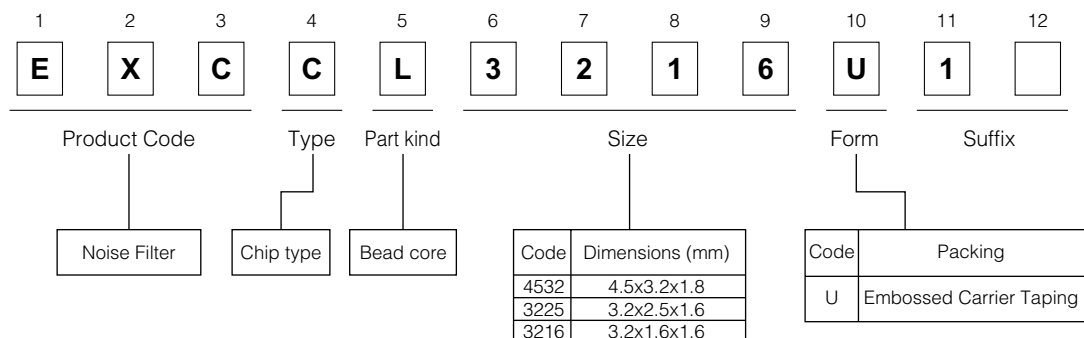 1 2 3 4 5 6 7 8 9 10 11 12
E X C C L 3 2 1 6 U 1
Product Code Type Part kind Size Form Suffix
Noise Filter Chip type Bead core
Code Dimensions (mm)
4532 4.5x3.2x1.8
3225 3.2x2.5x1.6
3216 3.2x1.6x1.6
Code Packing
U Embossed Carrier Taping